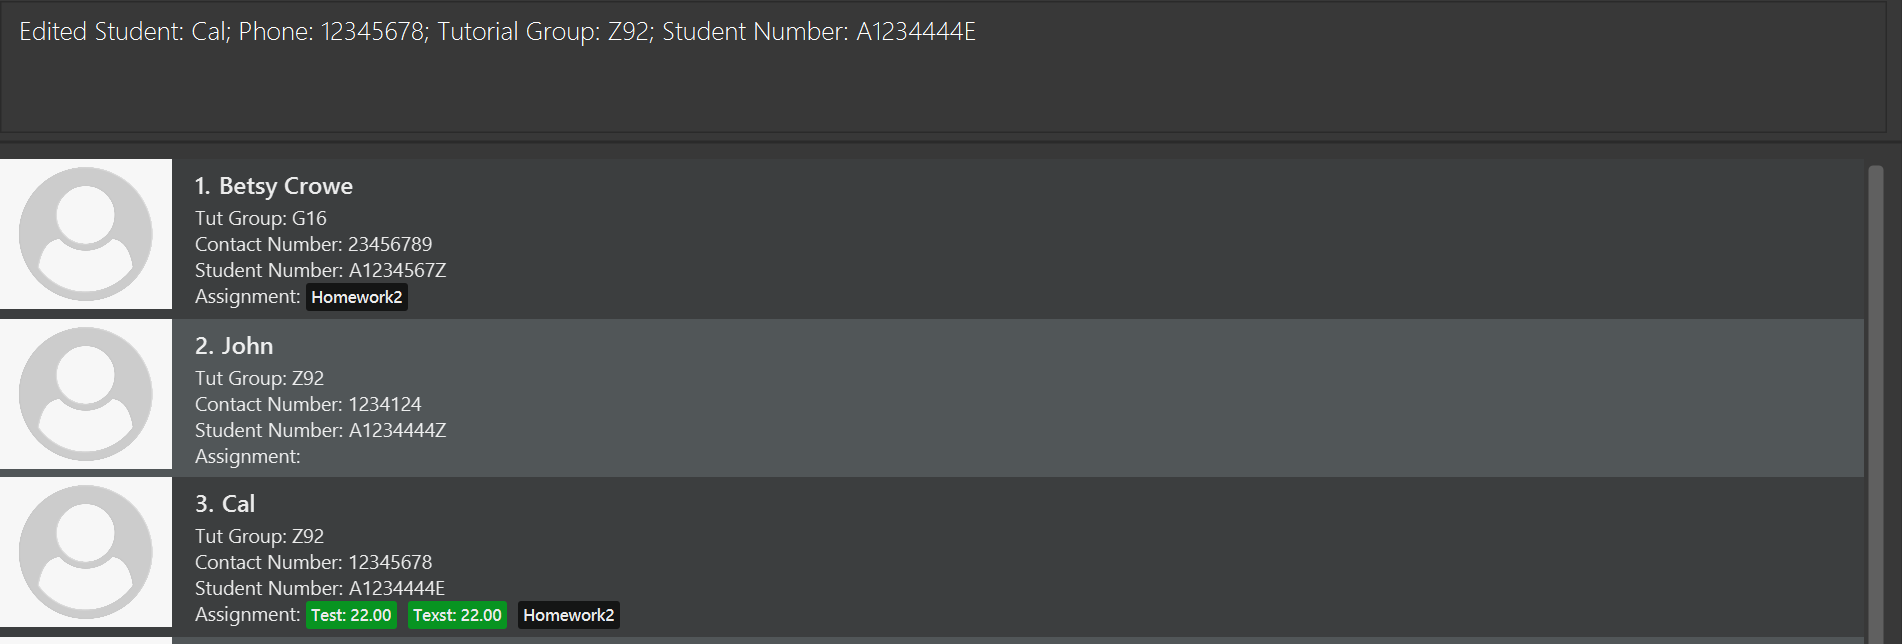 Edited Student: Cal; Phone: 12345678; Tutorial Group: Z92; Student Number: A1234444E
1. Betsy Crowe
Tut Group: G16
Contact Number: 23456789
Student Number: A1234567Z
Assignment: Homework2
2. John
Tut Group: Z92
Contact Number: 1234124
Student Number: A1234444Z
Assignment:
3. Cal
Tut Group: Z92
Contact Number: 12345678
Student Number: A1234444E
Assignment: Test: 22.00 Texst: 22.00 Homework2